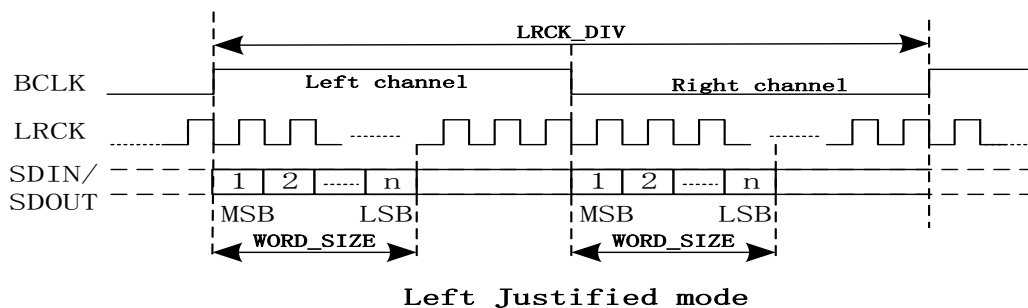 LRCK_DIV
BCLK Left channel Right channel
LRCK
SDIN/
SDOUT
1 2 n 1 2 n
MSB LSB MSB LSB
WORD_SIZE WORD_SIZE
Left Justified mode